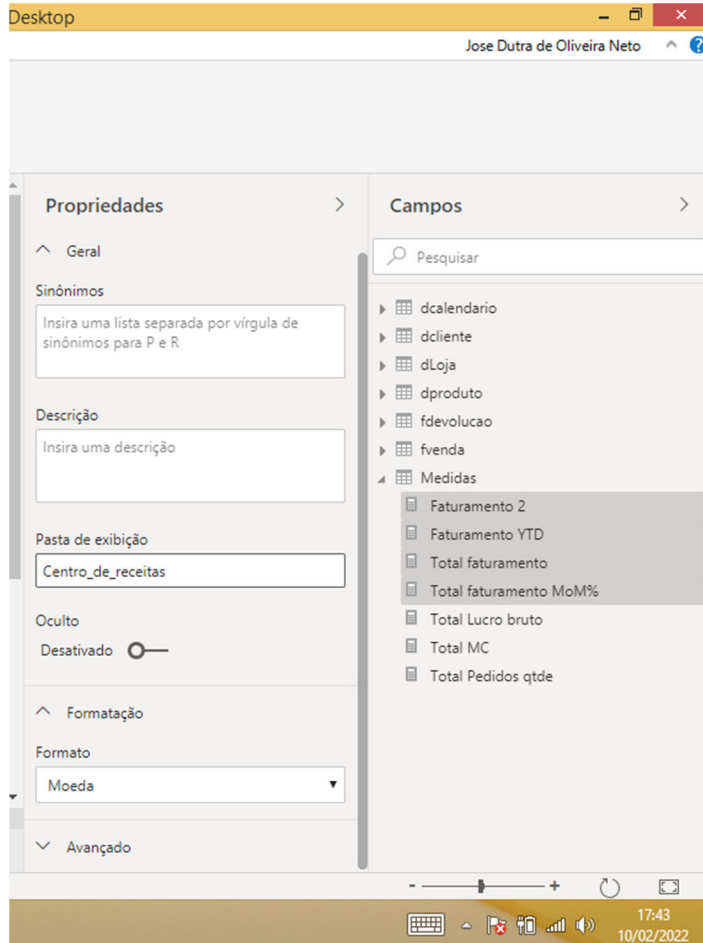 Desktop
Jose Dutra de Oliveira Neto
?
Propriedades
Geral
Sinônimos
Insira uma lista separada por vírgula de
sinônimos para P e R
Descrição
Insira uma descrição
Pasta de exibição
Centro_de_receitas
Oculto
Desativado
Formatação
Formato
Moeda
Avançado
Campos
Pesquisar
dcalendario
dcliente
dLoja
dproduto
fdevolucao
fvenda
Medidas
Faturamento 2
Faturamento YTD
Total faturamento
Total faturamento MoM%
Total Lucro bruto
Total MC
Total Pedidos qtde
- +
17:43
10/02/2022